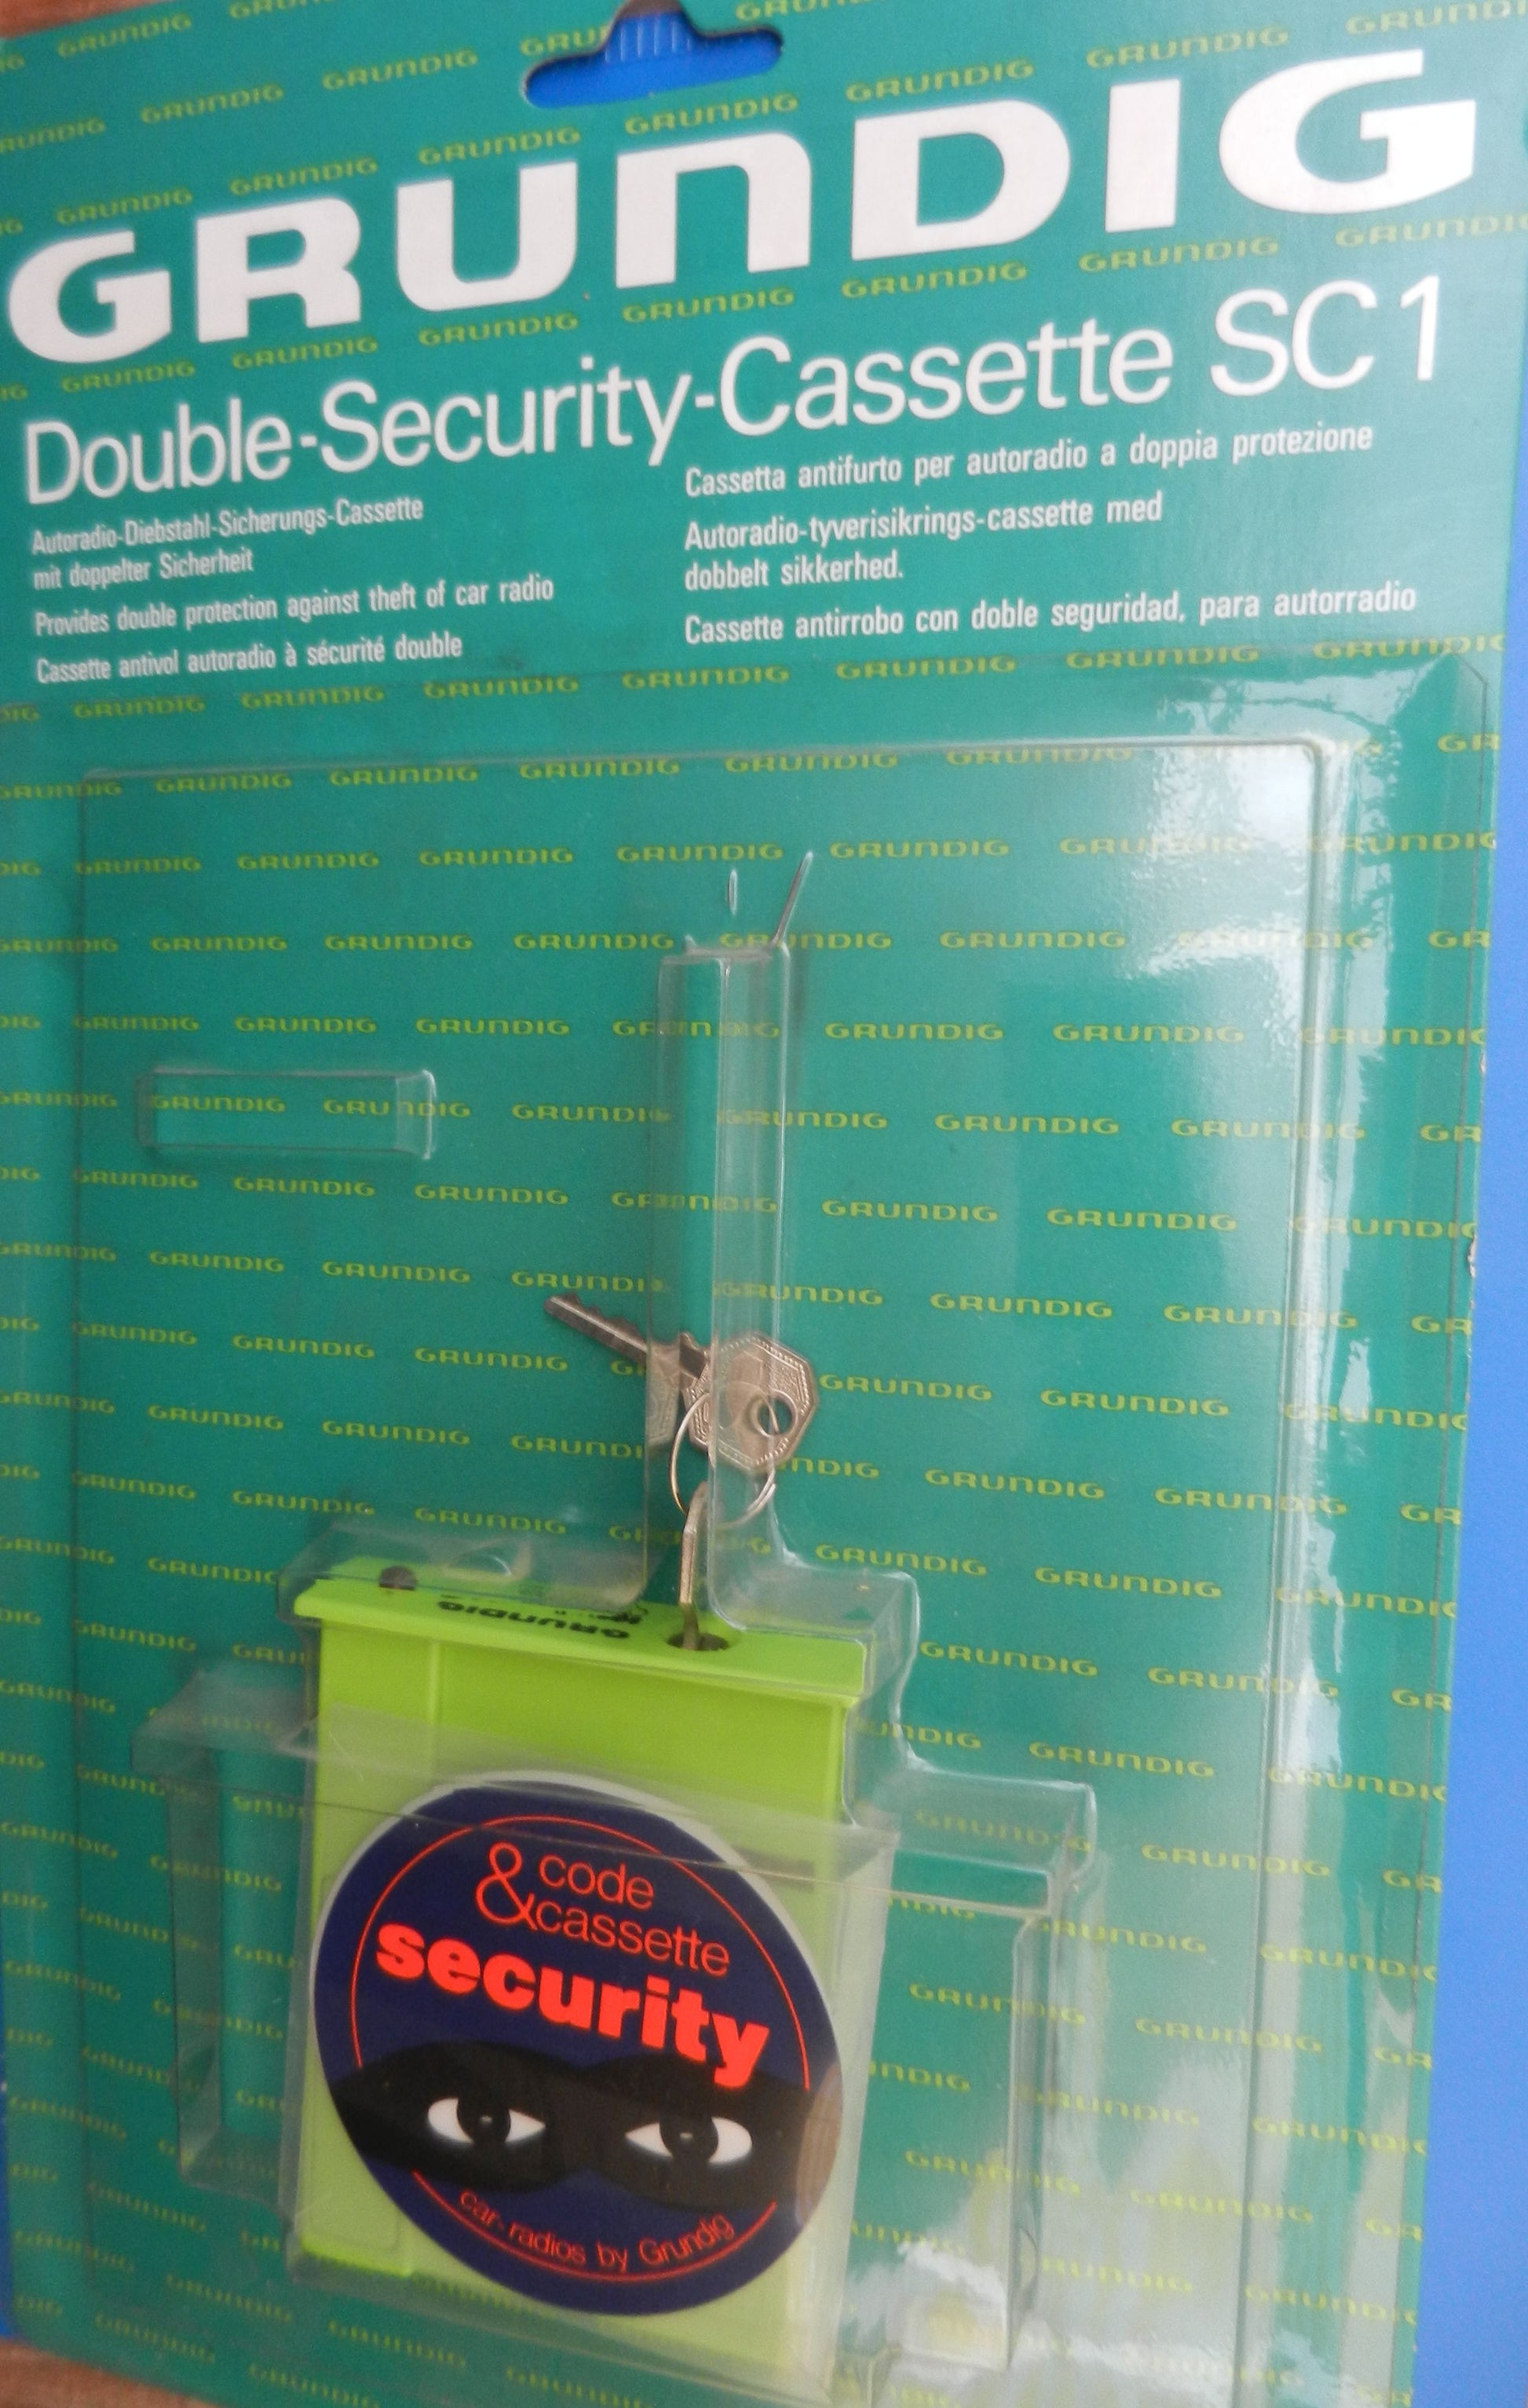 GRUNDIG
Double-Security-Cassette SC1
Autoradio-Diebstahl-Sicherungs-Cassette
mit doppelter Sicherheit
Provides double protection against theft of car radio
Cassette antivol autoradio à sécurité double
Cassetta antifurto per autoradio a doppia protezione
Autoradio-tyverisikrings-cassette med
dobbelt sikkerhed.
Cassette antirrobo con doble seguridad, para autorradio
GRUNDIG
code
& cassette
security
car-radios by Grundig